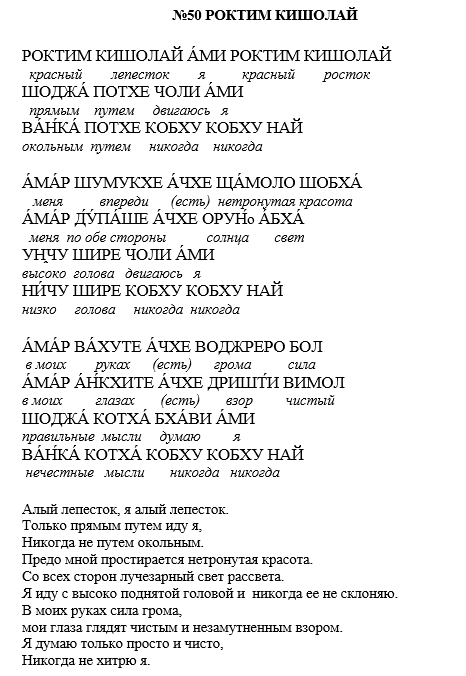 №50 РОКТИМ КИШОЛАЙ
РОКТИМ КИШОЛАЙ А́МИ РОКТИМ КИШОЛАЙ
красный лепесток я красный росток
ШОДЖА́ ПОТХЕ ЧОЛИ А́МИ
прямым путем двигаюсь я
ВА́Н́КА́ ПОТХЕ КОБХУ КОБХУ НАЙ
окольным путем никогда никогда
А́МА́Р ШУМУКХЕ А́ЧХЕ ЩА́МОЛО ШОБХА́
меня впереди (есть) нетронутая красота
А́МА́Р Д́У́ПА́ШЕ А́ЧХЕ ОРУН́о А́БХА́
меня по обе стороны солнца свет
УН̣ЧУ ШИРЕ ЧОЛИ А́МИ
высоко голова двигаюсь я
НИ́ЧУ ШИРЕ КОБХУ КОБХУ НАЙ
низко голова никогда никогда
А́МА́Р ВА́ХУТЕ А́ЧХЕ ВОДЖРЕРО БОЛ
в моих руках (есть) грома сила
А́МА́Р А́Н́КХИТЕ А́ЧХЕ ДРИШТ́И ВИМОЛ
в моих глазах (есть) взор чистый
ШОДЖА́ КОТХА́ БХА́ВИ А́МИ
правильные мысли думаю я
ВА́Н́КА́ КОТХА́ КОБХУ КОБХУ НАЙ
нечестные мысли никогда никогда
Алый лепесток, я алый лепесток.
Только прямым путем иду я,
Никогда не путем окольным.
Предо мной простирается нетронутая красота.
Со всех сторон лучезарный свет рассвета.
Я иду с высоко поднятой головой и никогда ее не склоняю.
В моих руках сила грома,
мои глаза глядят чистым и незамутненным взором.
Я думаю только просто и чисто,
Никогда не хитрю я.